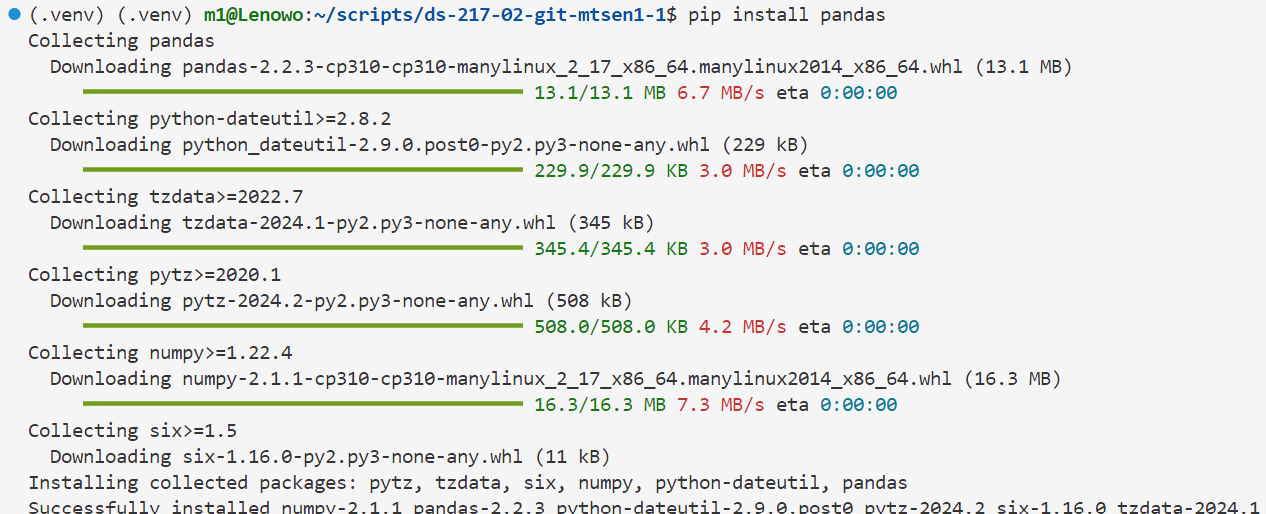 (.venv) (.venv) m1@Lenowo:~/scripts/ds-217-02-git-mtsen1-1$ pip install pandas
Collecting pandas
Downloading pandas-2.2.3-cp310-cp310-manylinux_2_17_x86_64.manylinux2014_x86_64.whl (13.1 MB)
13.1/13.1 MB 6.7 MB/s eta 0:00:00
Collecting python-dateutil>=2.8.2
Downloading python_dateutil-2.9.0.post0-py2.py3-none-any.whl (229 kB)
229.9/229.9 KB 3.0 MB/s eta 0:00:00
Collecting tzdata>=2022.7
Downloading tzdata-2024.1-py2.py3-none-any.whl (345 kB)
345.4/345.4 KB 3.0 MB/s eta 0:00:00
Collecting pytz>=2020.1
Downloading pytz-2024.2-py2.py3-none-any.whl (508 kB)
508.0/508.0 KB 4.2 MB/s eta 0:00:00
Collecting numpy>=1.22.4
Downloading numpy-2.1.1-cp310-cp310-manylinux_2_17_x86_64.manylinux2014_x86_64.whl (16.3 MB)
16.3/16.3 MB 7.3 MB/s eta 0:00:00
Collecting six>=1.5
Downloading six-1.16.0-py2.py3-none-any.whl (11 kB)
Installing collected packages: pytz, tzdata, six, numpy, python-dateutil, pandas
Successfully installed numpy-2.1.1 pandas-2.2.3 python-dateutil-2.9.0.post0 pytz-2024.2 six-1.16.0 tzdata-2024.1